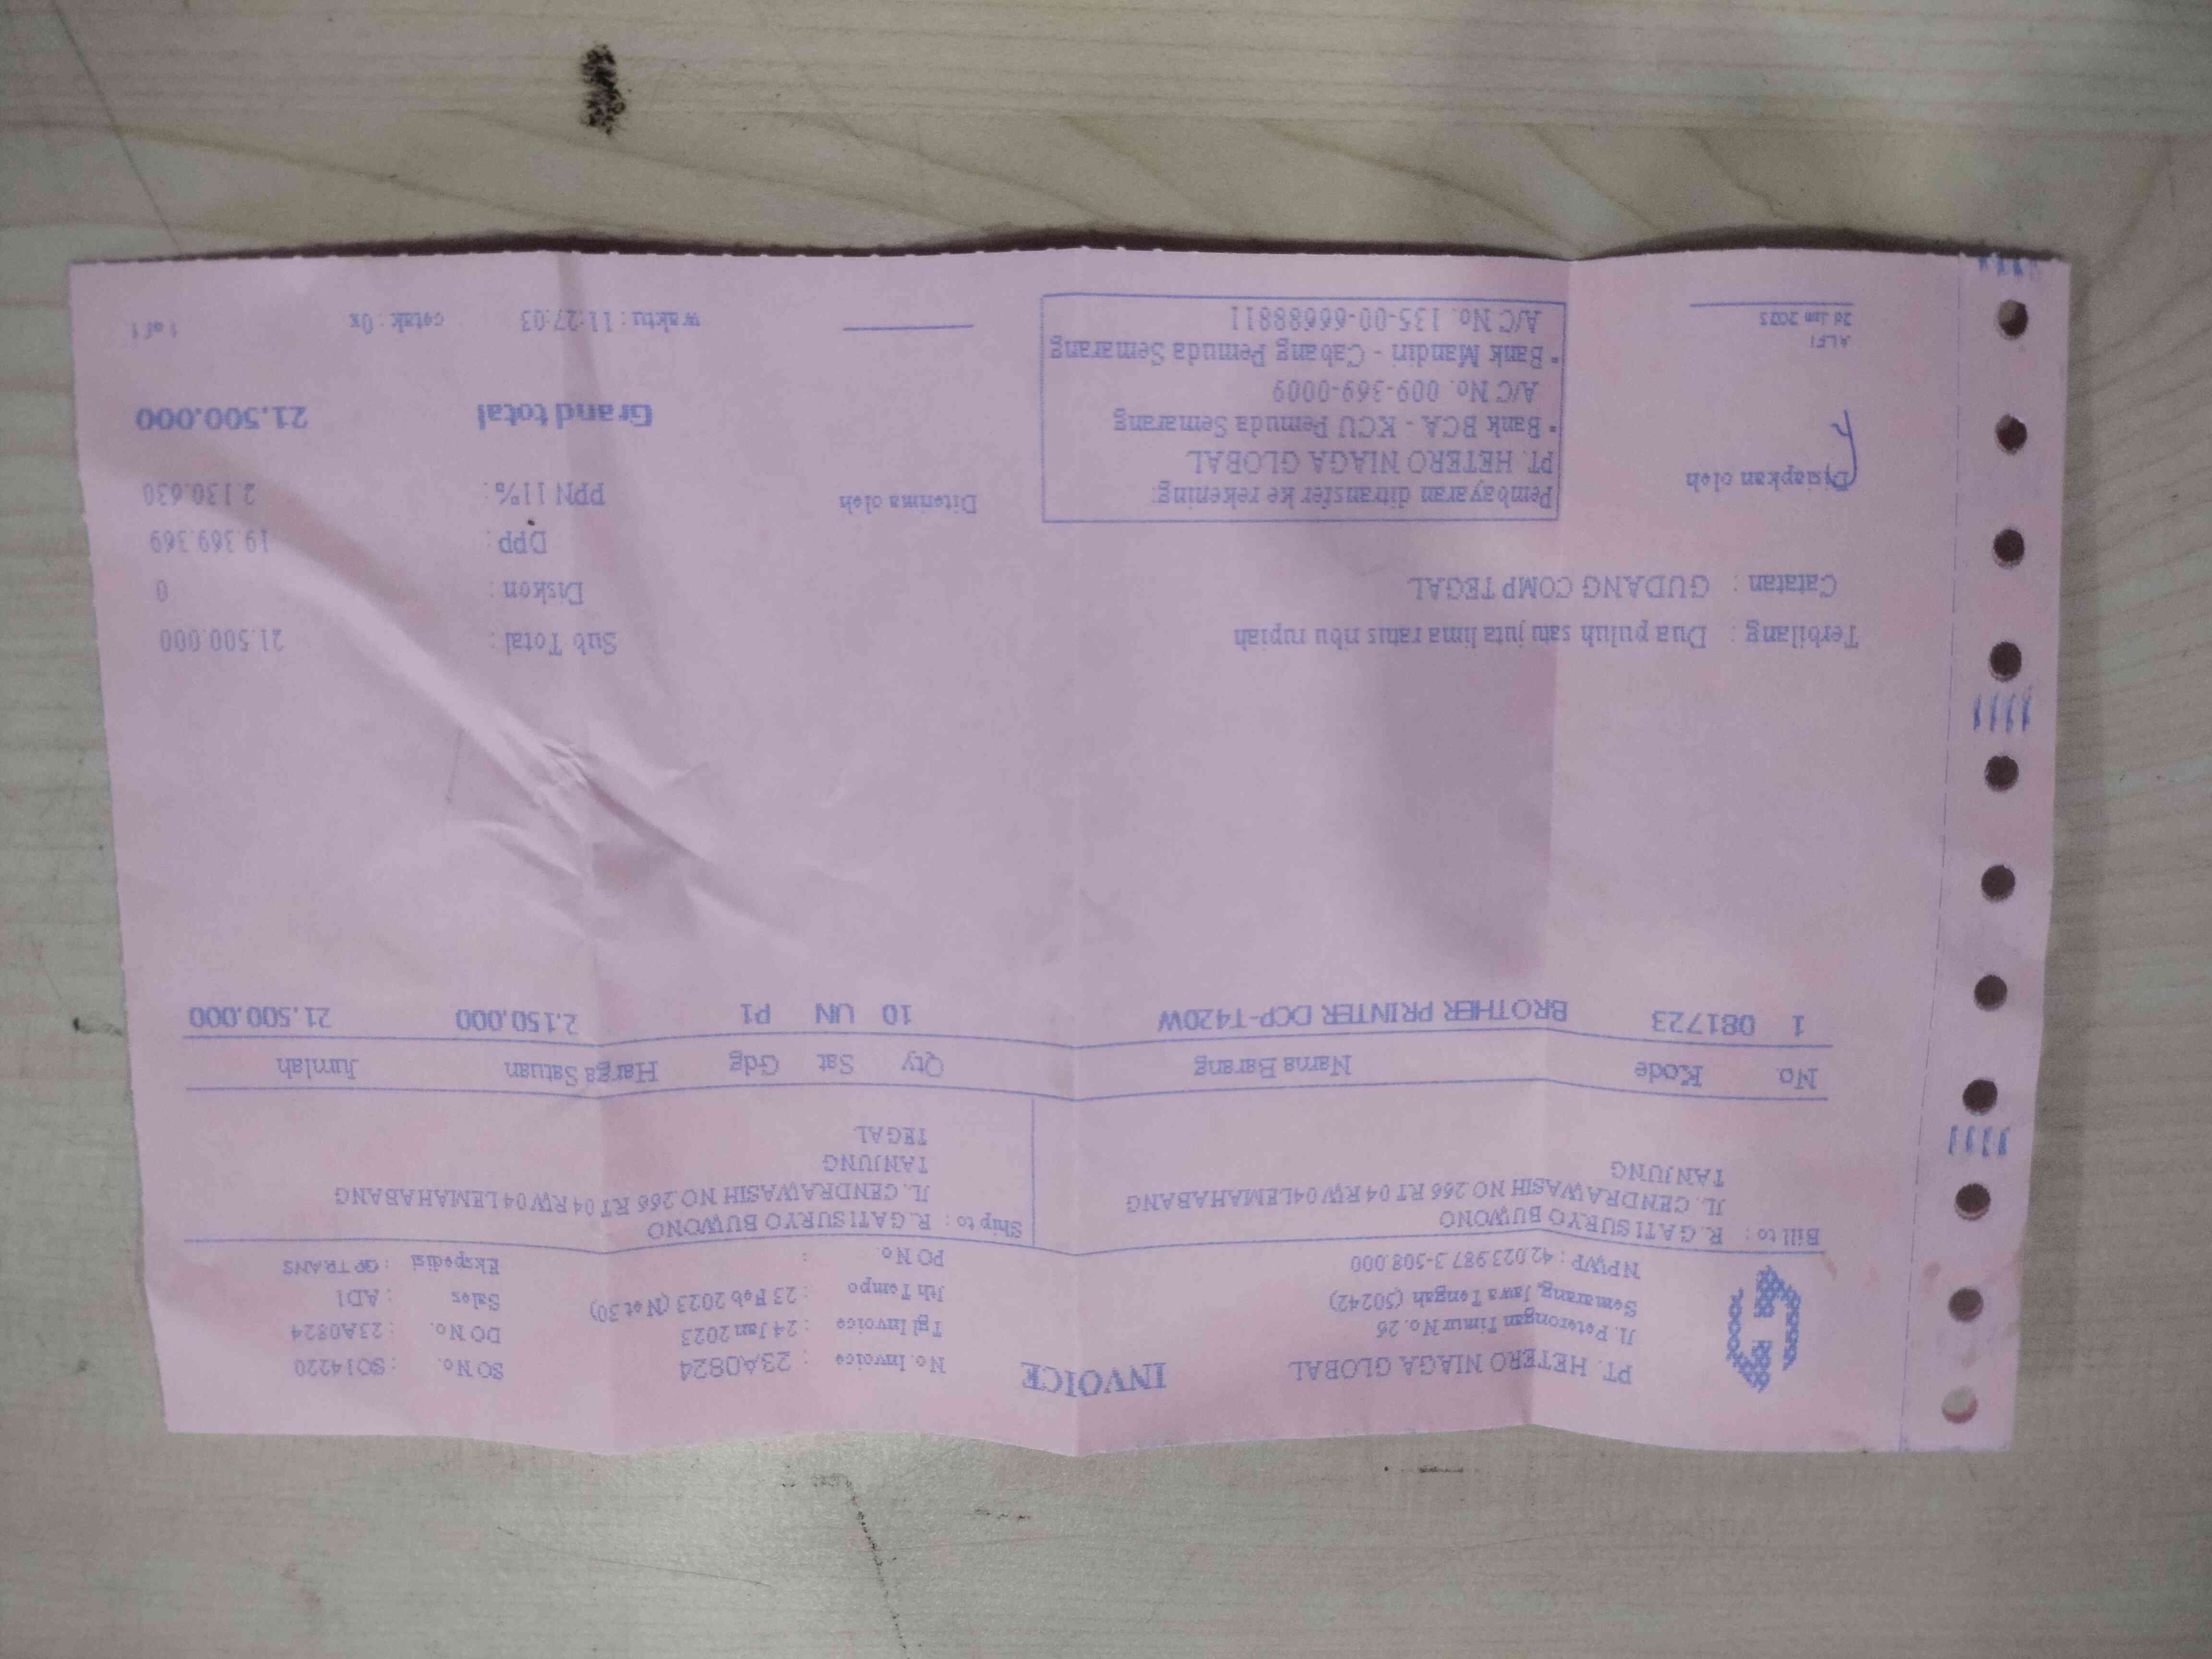 PT. HETERO NIAGA GLOBAL
Jl. Peterongan Timur No. 26
Semarang, Jawa Tengah (50242)
NPWP : 42.023.987.3-508.000
INVOICE
No. Invoice : 23A0824
Tgl Invoice : 24 Jan 2023
Jth Tempo : 23 Feb 2023 (Net 30)
PO No :
SO No. : SO14220
DO No. : 23A0824
Sales : AD1
Ekspedisi : QP TRANS
Bill to : R. GATISURYO BUWONO
JL. CENDRAWASIH NO 266 RT 04 RW 04 LEMAHABANG
TANJUNG
Ship to : R. GATISURYO BUWONO
JL. CENDRAWASIH NO 266 RT 04 RW 04 LEMAHABANG
TANJUNG
TEGAL
No. Kode Nama Barang Qty Sat Gdg Harga Satuan Jumlah
1 081723 BROTHER PRINTER DCP-T420W 10 UN P1 2.150.000 21.500.000
Terbilang : Dua puluh satu juta lima ratus ribu rupiah
Catatan : GUDANG COMP TEGAL
Sub Total : 21.500.000
Diskon : 0
DPP : 19.369.369
PPN 11% : 2.130.630
Grand total 21.500.000
Disiapkan oleh
ALFI
24 Jan 2023
Pembayaran ditransfer ke rekening:
PT. HETERO NIAGA GLOBAL
* Bank BCA - KCU Pemuda Semarang
A/C No. 009-369-0009
* Bank Mandiri - Cabang Pemuda Semarang
A/C No. 135-00-6688811
Diterima oleh
waktu : 11:27:03 cetak : 0x 1 of 1